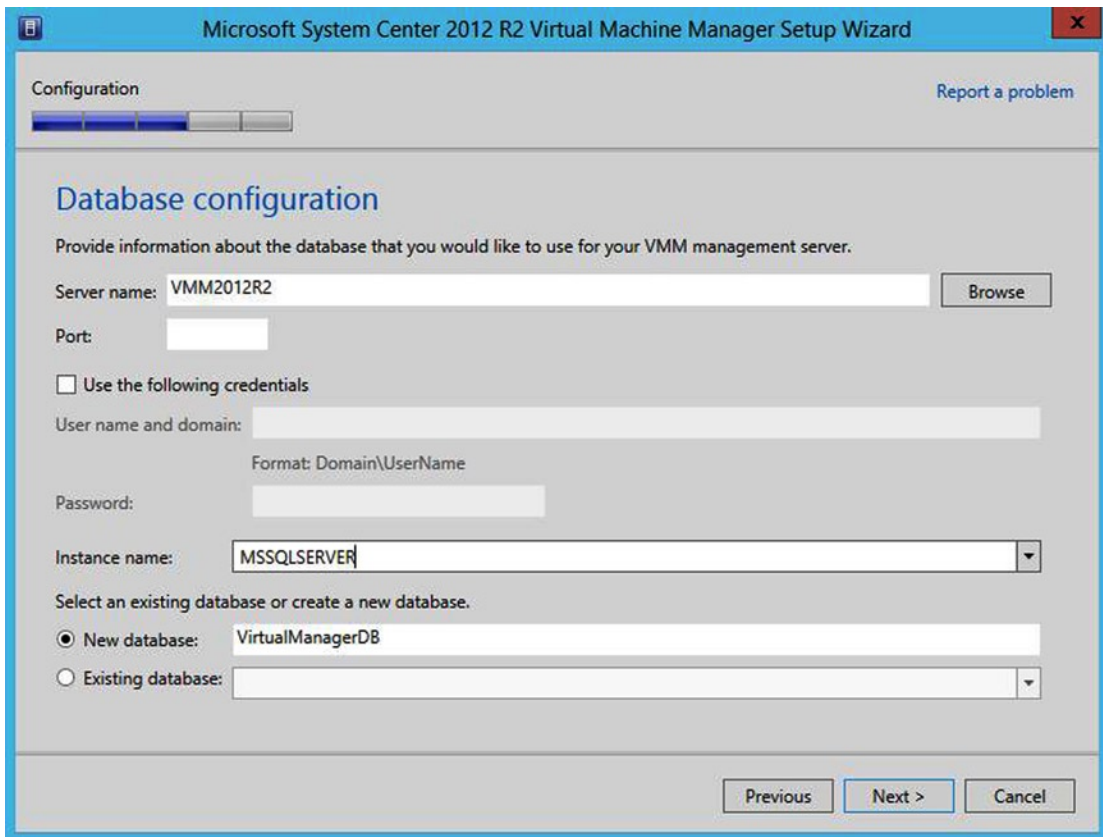 Microsoft System Center 2012 R2 Virtual Machine Manager Setup Wizard
x
Configuration
Report a problem
Database configuration
Provide information about the database that you would like to use for your VMM management server.
Server name: VMM2012R2 Browse
Port:
Use the following credentials
User name and domain:
Format: Domain\UserName
Password:
Instance name: MSSQLSERVER
Select an existing database or create a new database.
New database: VirtualManagerDB
Existing database:
Previous Next > Cancel